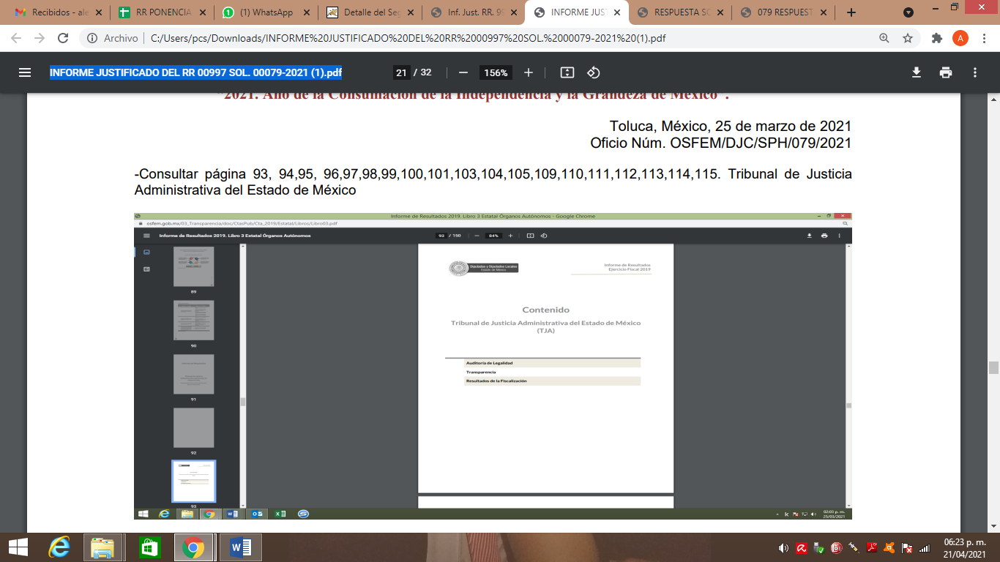 Recibidos - ale
RR PONENCIA
(1) WhatsApp
Detalle del Seg
Inf. Just. RR. 99
INFORME JUST
RESPUESTA SO
079 RESPUEST
Archivo
C:/Users/pcs/Downloads/INFORME%20JUSTIFICADO%20DEL%20RR%2000997%20SOL.%2000079-2021%20(1).pdf
A
INFORME JUSTIFICADO DEL RR 00997 SOL. 00079-2021 (1).pdf
21 / 32
156%
"2021. Año de la Consumación de la Independencia y la Grandeza de México".
Toluca, México, 25 de marzo de 2021
Oficio Núm. OSFEM/DJC/SPH/079/2021
-Consultar página 93, 94,95, 96,97,98,99,100,101,103,104,105,109,110,111,112,113,114,115. Tribunal de Justicia
Administrativa del Estado de México
Informe de Resultados 2019. Libro 3 Estatal Órganos Autónomos - Google Chrome
osfem.gob.mx/03_Transparencia/doc/CtasPub/Cta_2019/Estatal/Libros/Libro03.pdf
Informe de Resultados 2019. Libro 3 Estatal Órganos Autónomos
93 / 150
84%
89
90
91
92
93
Diputadas y Diputados Locales
Estado de México
Informe de Resultados
Ejercicio Fiscal 2019
Contenido
Tribunal de Justicia Administrativa del Estado de México
(TJA)
Auditoría de Legalidad
Transparencia
Resultados de la Fiscalización
02:03 p. m.
25/03/2021
06:23 p. m.
21/04/2021